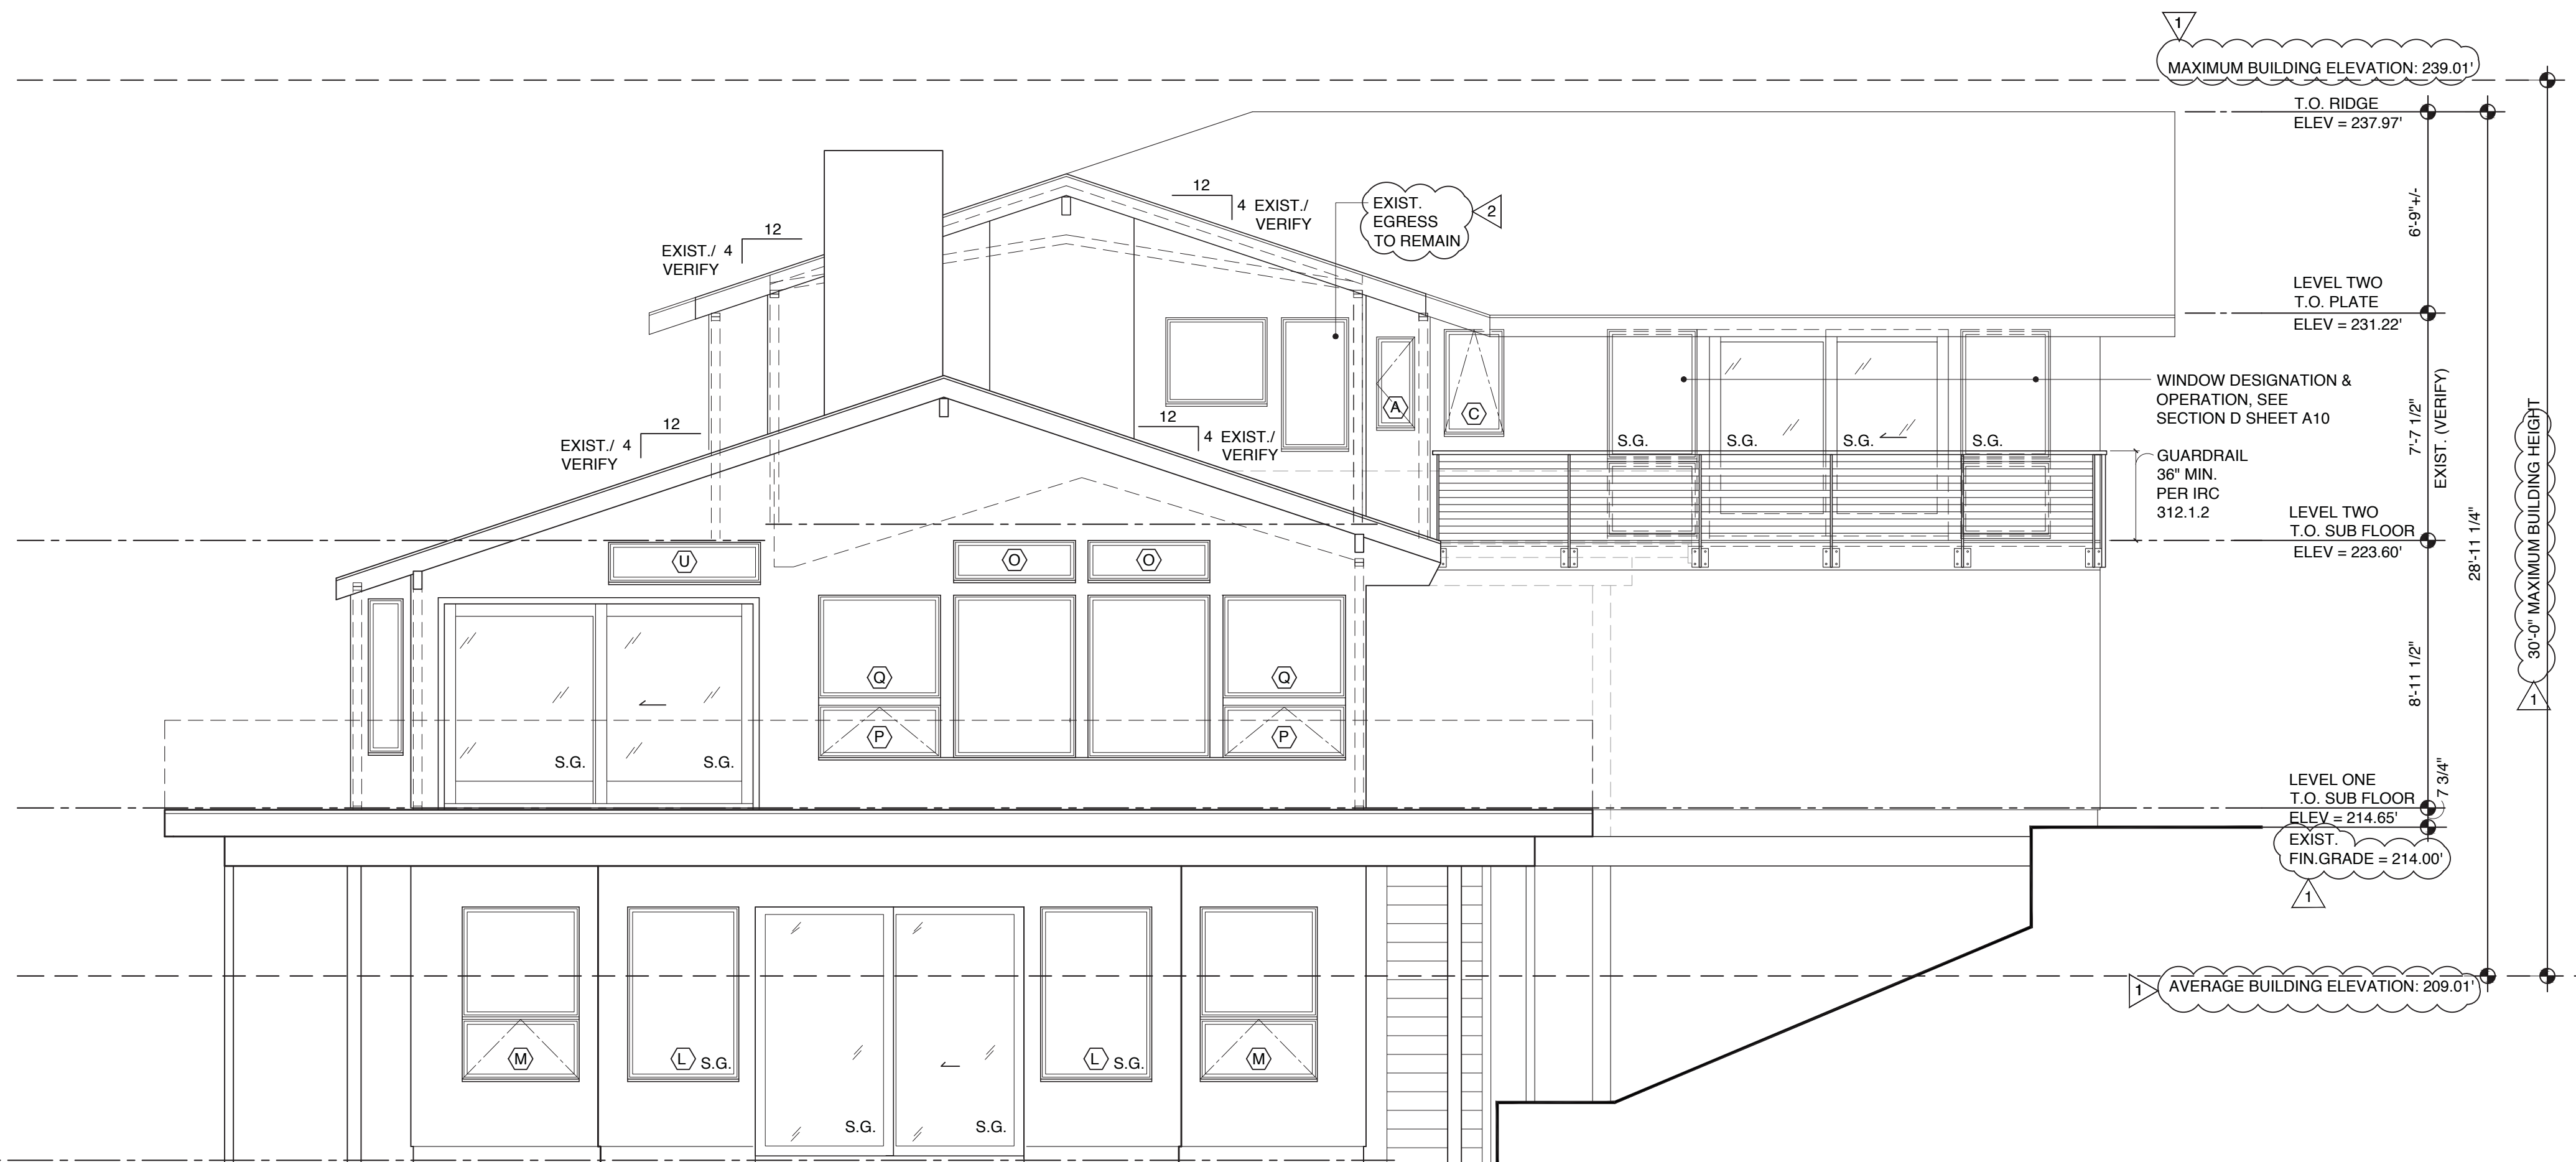 1
MAXIMUM BUILDING ELEVATION: 239.01'
T.O. RIDGE
ELEV = 237.97'
6'-9"+/-
12
4 EXIST./
VERIFY
EXIST.
EGRESS
TO REMAIN
2
12
EXIST./ 4
VERIFY
LEVEL TWO
T.O. PLATE
ELEV = 231.22'
WINDOW DESIGNATION &
OPERATION, SEE
SECTION D SHEET A10
7'-7 1/2"
EXIST. (VERIFY)
30'-0" MAXIMUM BUILDING HEIGHT
1
A
C
12
EXIST./ 4
VERIFY
12
4 EXIST./
VERIFY
S.G.
S.G.
S.G.
S.G.
GUARDRAIL
36" MIN.
PER IRC
312.1.2
LEVEL TWO
T.O. SUB FLOOR
ELEV = 223.60'
28'-11 1/4"
U
O
O
Q
Q
8'-11 1/2"
P
P
S.G.
S.G.
LEVEL ONE
T.O. SUB FLOOR
ELEV = 214.65'
7 3/4"
EXIST.
FIN.GRADE = 214.00'
1
1
AVERAGE BUILDING ELEVATION: 209.01'
M
L
S.G.
L
S.G.
M
S.G.
S.G.